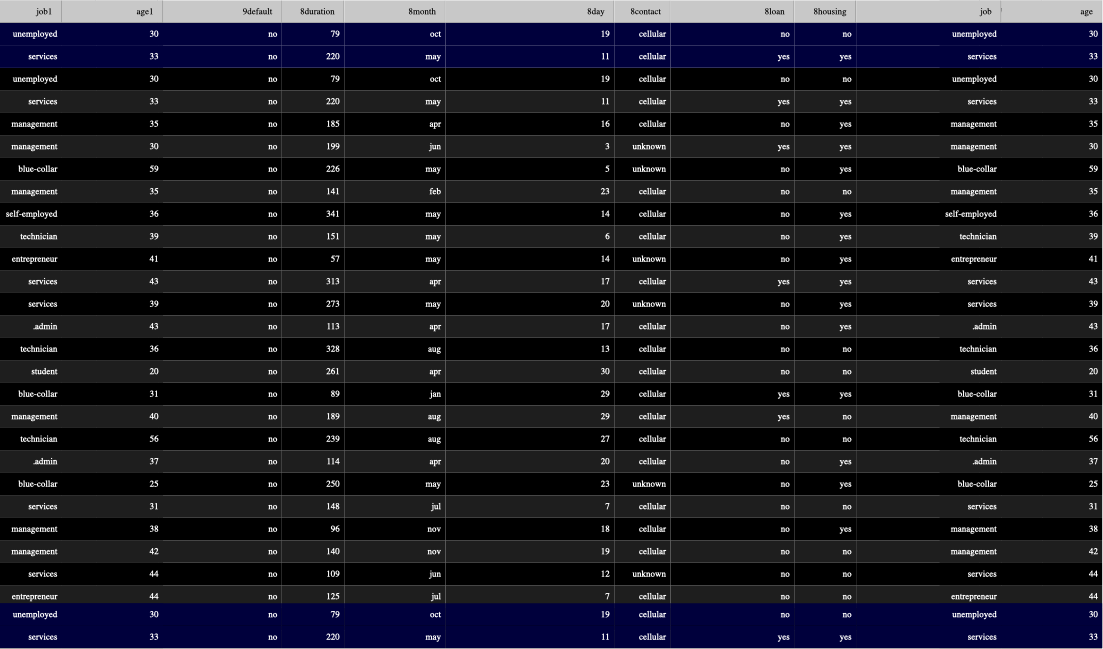 job1 age1 9default 8duration 8month 8day 8contact 8loan 8housing job age
unemployed 30 no 79 oct 19 cellular no no unemployed 30
services 33 no 220 may 11 cellular yes yes services 33
unemployed 30 no 79 oct 19 cellular no no unemployed 30
services 33 no 220 may 11 cellular yes yes services 33
management 35 no 185 apr 16 cellular no yes management 35
management 30 no 199 jun 3 unknown yes yes management 30
blue-collar 59 no 226 may 5 unknown no yes blue-collar 59
management 35 no 141 feb 23 cellular no no management 35
self-employed 36 no 341 may 14 cellular no yes self-employed 36
technician 39 no 151 may 6 cellular no yes technician 39
entrepreneur 41 no 57 may 14 unknown no yes entrepreneur 41
services 43 no 313 apr 17 cellular yes yes services 43
services 39 no 273 may 20 unknown no yes services 39
.admin 43 no 113 apr 17 cellular no yes .admin 43
technician 36 no 328 aug 13 cellular no no technician 36
student 20 no 261 apr 30 cellular no no student 20
blue-collar 31 no 89 jan 29 cellular yes yes blue-collar 31
management 40 no 189 aug 29 cellular yes no management 40
technician 56 no 239 aug 27 cellular no no technician 56
.admin 37 no 114 apr 20 cellular no yes .admin 37
blue-collar 25 no 250 may 23 unknown no yes blue-collar 25
services 31 no 148 jul 7 cellular no no services 31
management 38 no 96 nov 18 cellular no yes management 38
management 42 no 140 nov 19 cellular no no management 42
services 44 no 109 jun 12 unknown no no services 44
entrepreneur 44 no 125 jul 7 cellular no no entrepreneur 44
unemployed 30 no 79 oct 19 cellular no no unemployed 30
services 33 no 220 may 11 cellular yes yes services 33